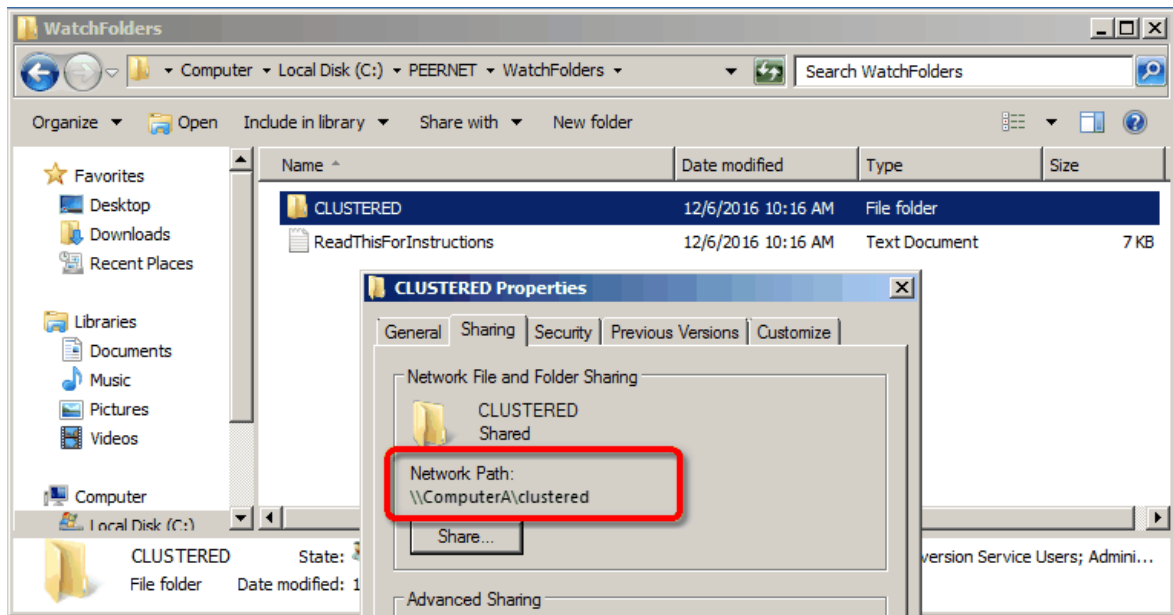 WatchFolders
Computer Local Disk (C:) PEERNET WatchFolders Search WatchFolders
Organize Open Include in library Share with New folder
Name Date modified Type Size
Favorites
Desktop
Downloads
Recent Places
Libraries
Documents
Music
Pictures
Videos
Computer
Local Disk (C:)
CLUSTERED 12/6/2016 10:16 AM File folder
ReadThisForInstructions 12/6/2016 10:16 AM Text Document 7 KB
CLUSTERED Properties
General Sharing Security Previous Versions Customize
Network File and Folder Sharing
CLUSTERED
Shared
Network Path:
\\ComputerA\clustered
Share...
Advanced Sharing
CLUSTERED State: version Service Users; Admini...
File folder Date modified: 1